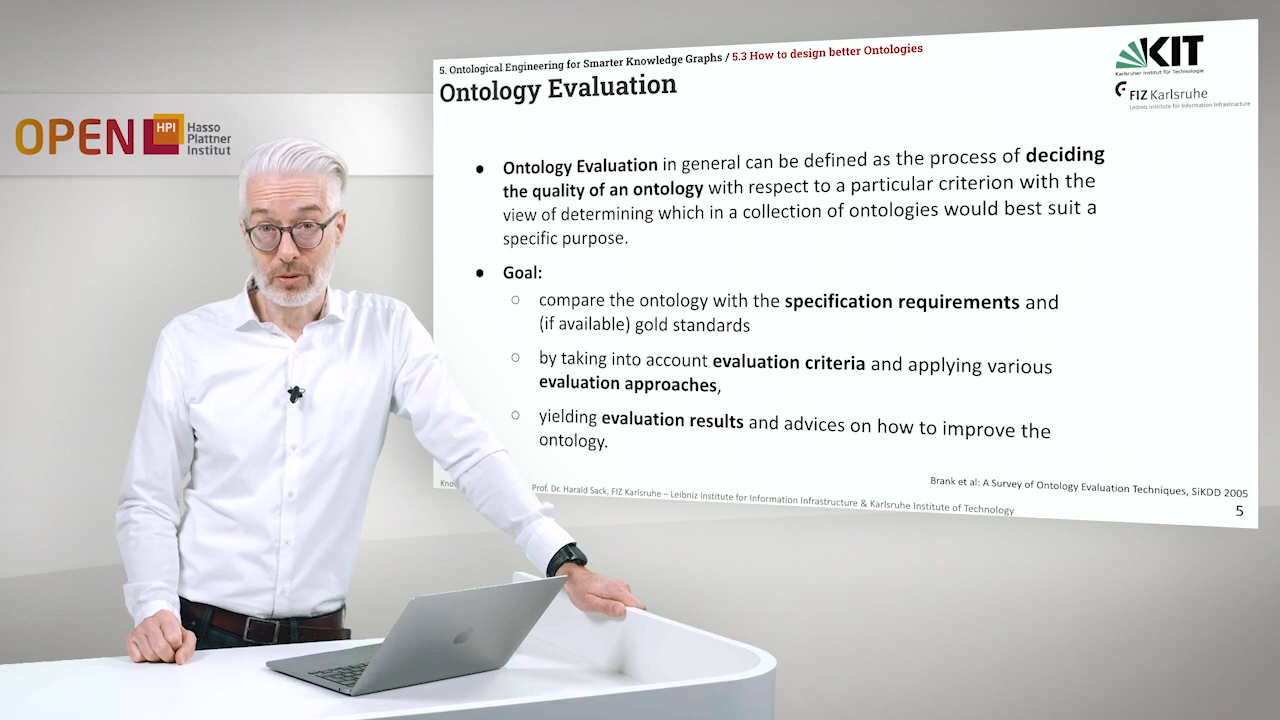 5. Ontological Engineering for Smarter Knowledge Graphs / 5.3 How to design better Ontologies
Ontology Evaluation
KIT
Karlsruher Institut für Technologie
FIZ Karlsruhe
Leibniz Institute for Information Infrastructure
OPEN HPI Hasso
Plattner
Institut
● Ontology Evaluation in general can be defined as the process of deciding
the quality of an ontology with respect to a particular criterion with the
view of determining which in a collection of ontologies would best suit a
specific purpose.
● Goal:
○ compare the ontology with the specification requirements and
(if available) gold standards
○ by taking into account evaluation criteria and applying various
evaluation approaches,
○ yielding evaluation results and advices on how to improve the
ontology.
Brank et al: A Survey of Ontology Evaluation Techniques, SiKDD 2005
Prof. Dr. Harald Sack, FIZ Karlsruhe – Leibniz Institute for Information Infrastructure & Karlsruhe Institute of Technology
5